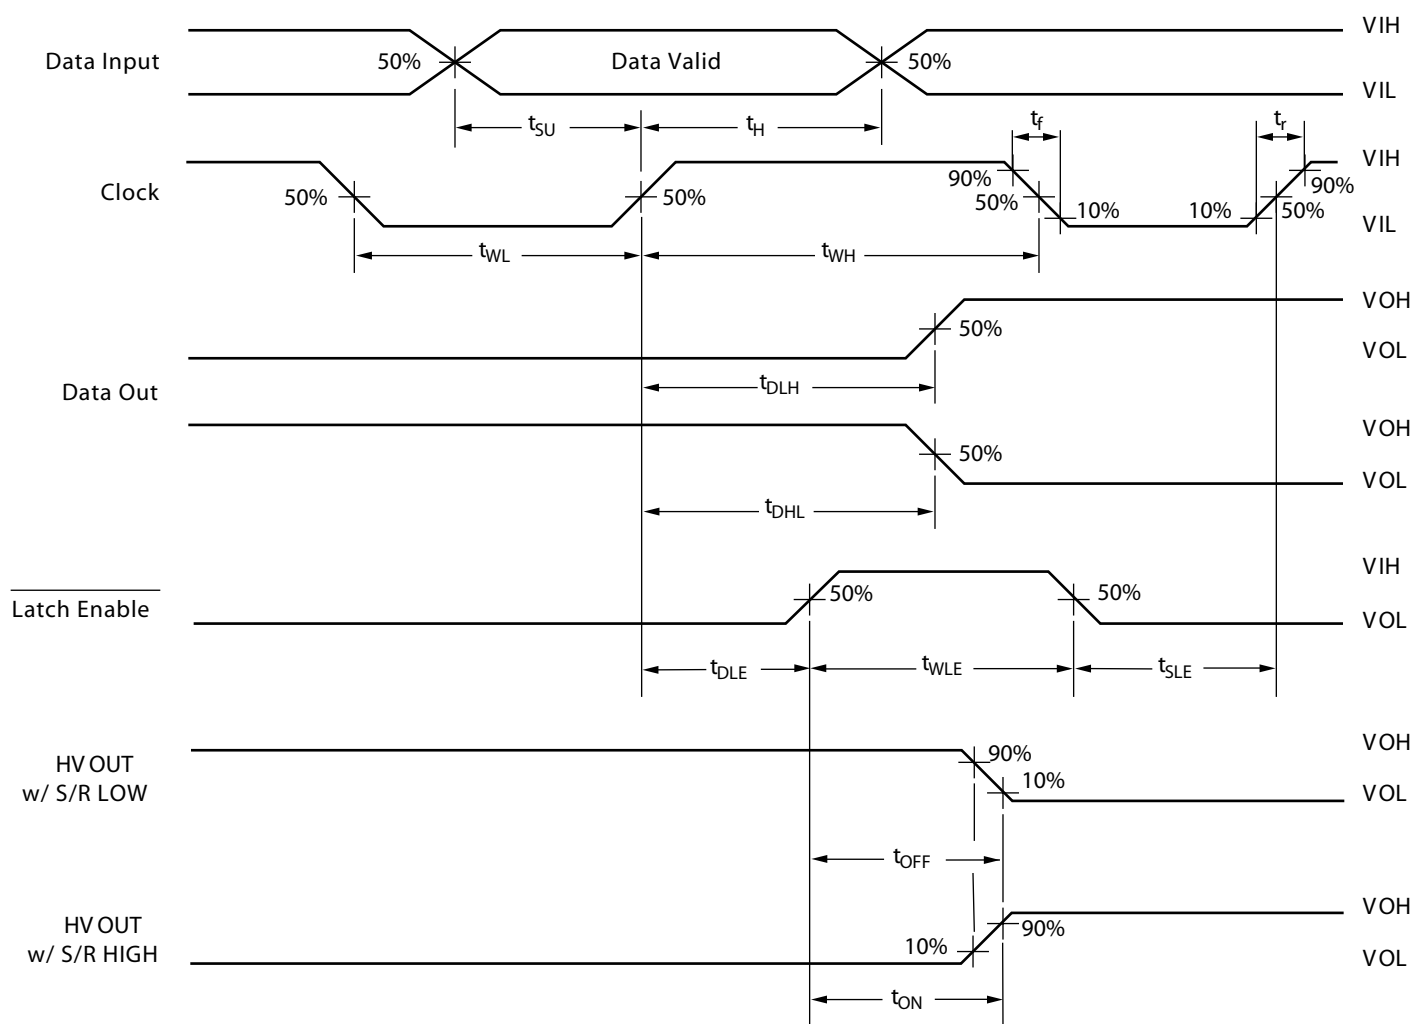 VIH
Data Input
50%
Data Valid
50%
VIL
tSU
tH
tf
tr
VIH
Clock
50%
50%
90%
50%
10%
10%
90%
50%
VIL
tWL
tWH
VOH
50%
VOL
tDLH
Data Out
VOH
50%
VOL
tDHL
VIH
Latch Enable
50%
50%
VOL
tDLE
tWLE
tSLE
VOH
HV OUT
w/ S/R LOW
90%
10%
VOL
tOFF
VOH
HV OUT
w/ S/R HIGH
90%
10%
VOL
tON